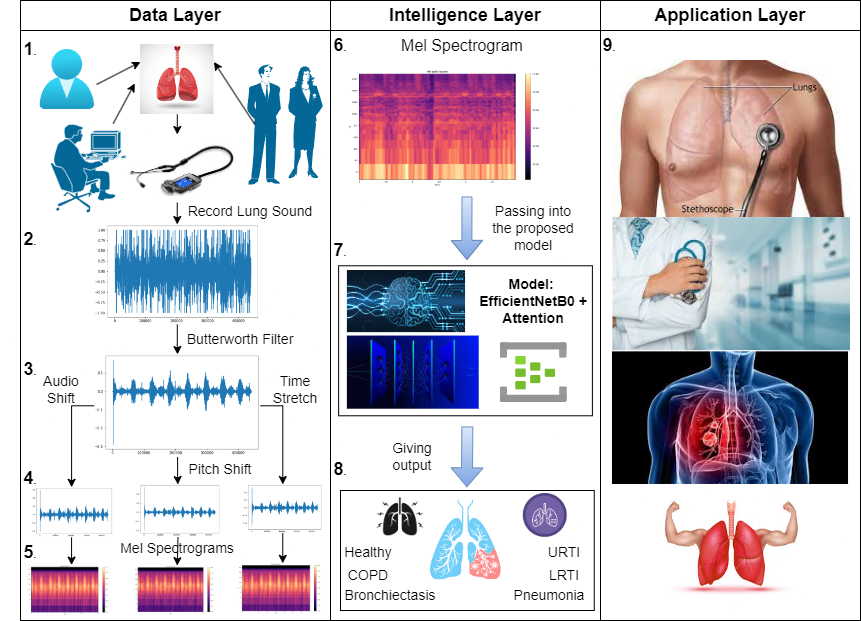 Data Layer
Intelligence Layer
Application Layer
1.
Record Lung Sound
2.
Butterworth Filter
3.
Audio
Shift
Time
Stretch
Pitch Shift
4.
5.
Mel Spectrograms
6.
Mel Spectrogram
Passing into
the proposed
model
7.
Model:
EfficientNetB0 +
Attention
Giving
output
8.
Healthy
URTI
COPD
LRTI
Bronchiectasis
Pneumonia
9.
Lungs
Stethoscope